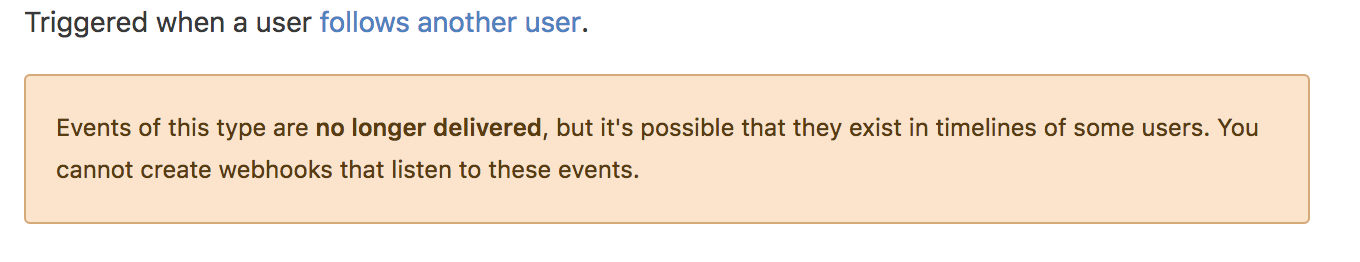 Triggered when a user follows another user.
Events of this type are no longer delivered, but it's possible that they exist in timelines of some users. You
cannot create webhooks that listen to these events.